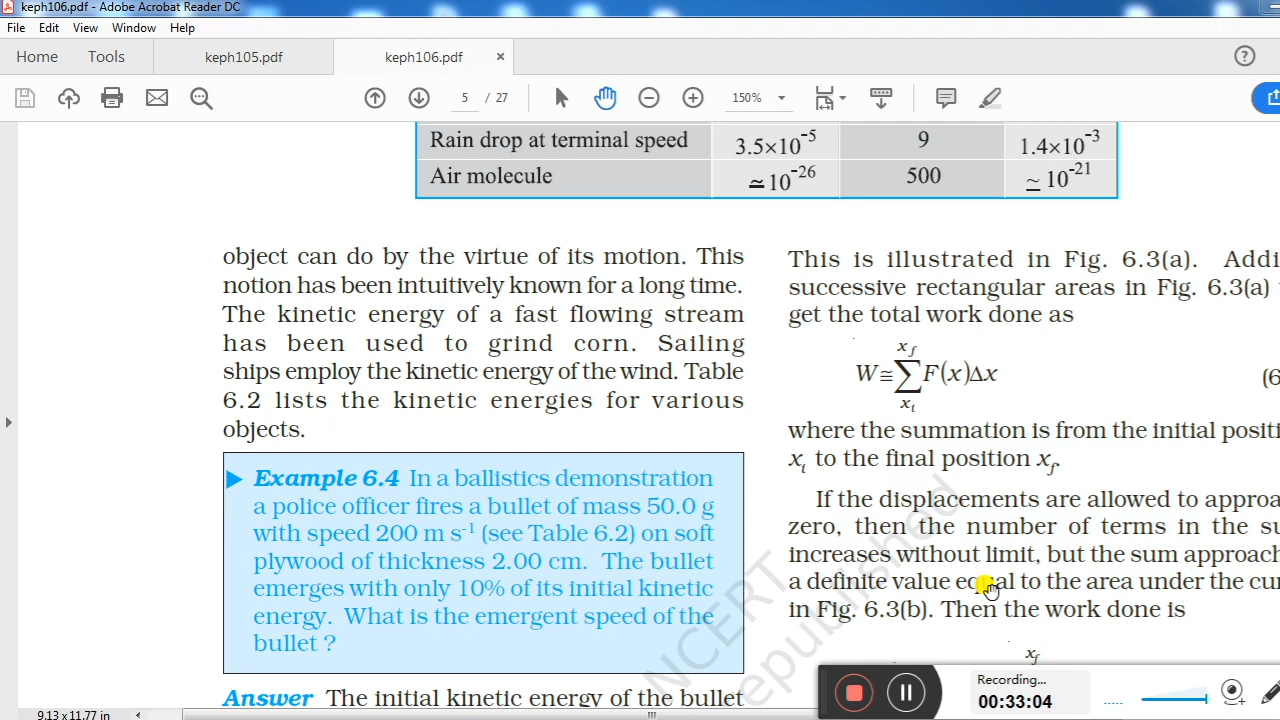 keph106.pdf - Adobe Acrobat Reader DC
File Edit View Window Help
Home Tools keph105.pdf keph106.pdf ×
5 / 27 150%
Rain drop at terminal speed 3.5×10⁻⁵ 9 1.4×10⁻³
Air molecule ≃10⁻²⁶ 500 ≃ 10⁻²¹
object can do by the virtue of its motion. This
notion has been intuitively known for a long time.
The kinetic energy of a fast flowing stream
has been used to grind corn. Sailing
ships employ the kinetic energy of the wind. Table
6.2 lists the kinetic energies for various
objects.
Example 6.4 In a ballistics demonstration
a police officer fires a bullet of mass 50.0 g
with speed 200 m s⁻¹ (see Table 6.2) on soft
plywood of thickness 2.00 cm. The bullet
emerges with only 10% of its initial kinetic
energy. What is the emergent speed of the
bullet ?
Answer The initial kinetic energy of the bullet
This is illustrated in Fig. 6.3(a). Addi
successive rectangular areas in Fig. 6.3(a)
get the total work done as
W≅∑F(x)Δx
x_f
x_i
(6
where the summation is from the initial positi
x_i to the final position x_f.
If the displacements are allowed to approa
zero, then the number of terms in the su
increases without limit, but the sum approach
a definite value equal to the area under the cur
in Fig. 6.3(b). Then the work done is
x_f
NCERT
epublished
Recording...
00:33:04
9.13 x 11.77 in